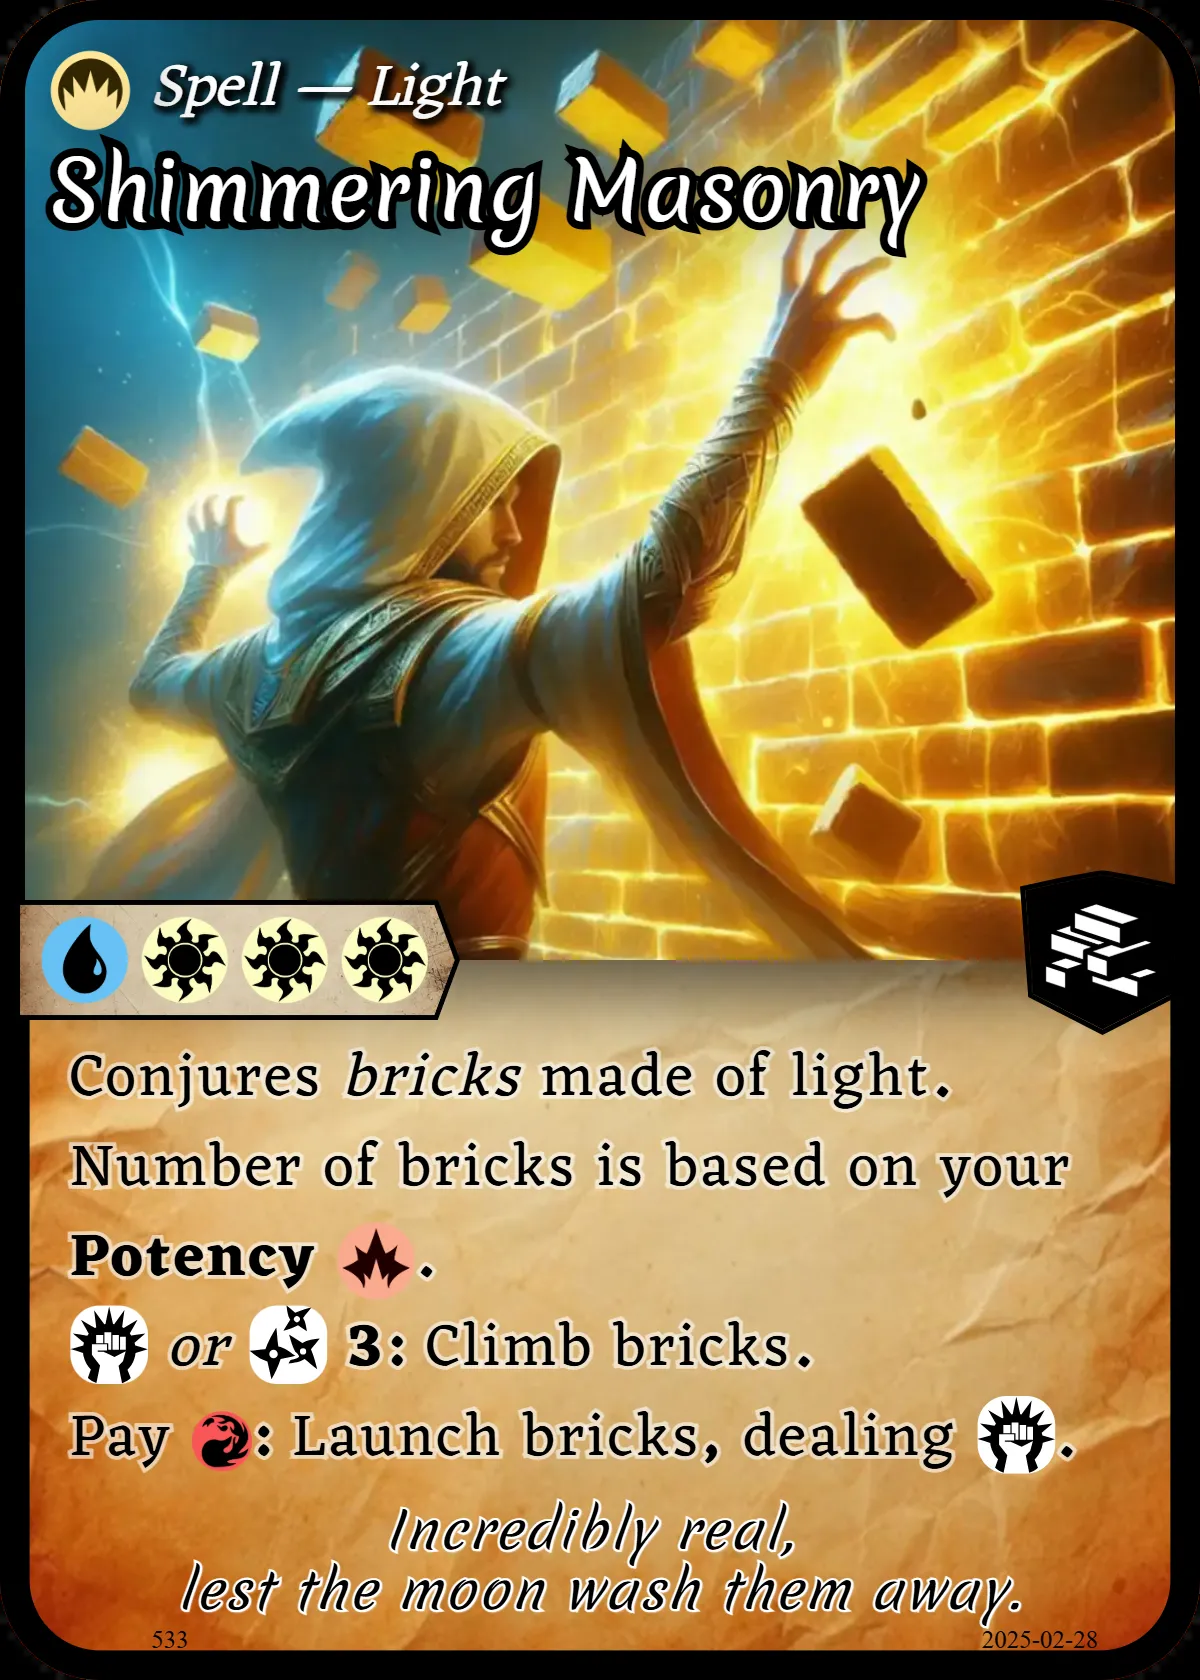 Spell — Light
Shimmering Masonry
Conjures bricks made of light.
Number of bricks is based on your
Potency .
or 3: Climb bricks.
Pay : Launch bricks, dealing .
Incredibly real,
lest the moon wash them away.
533
2025-02-28